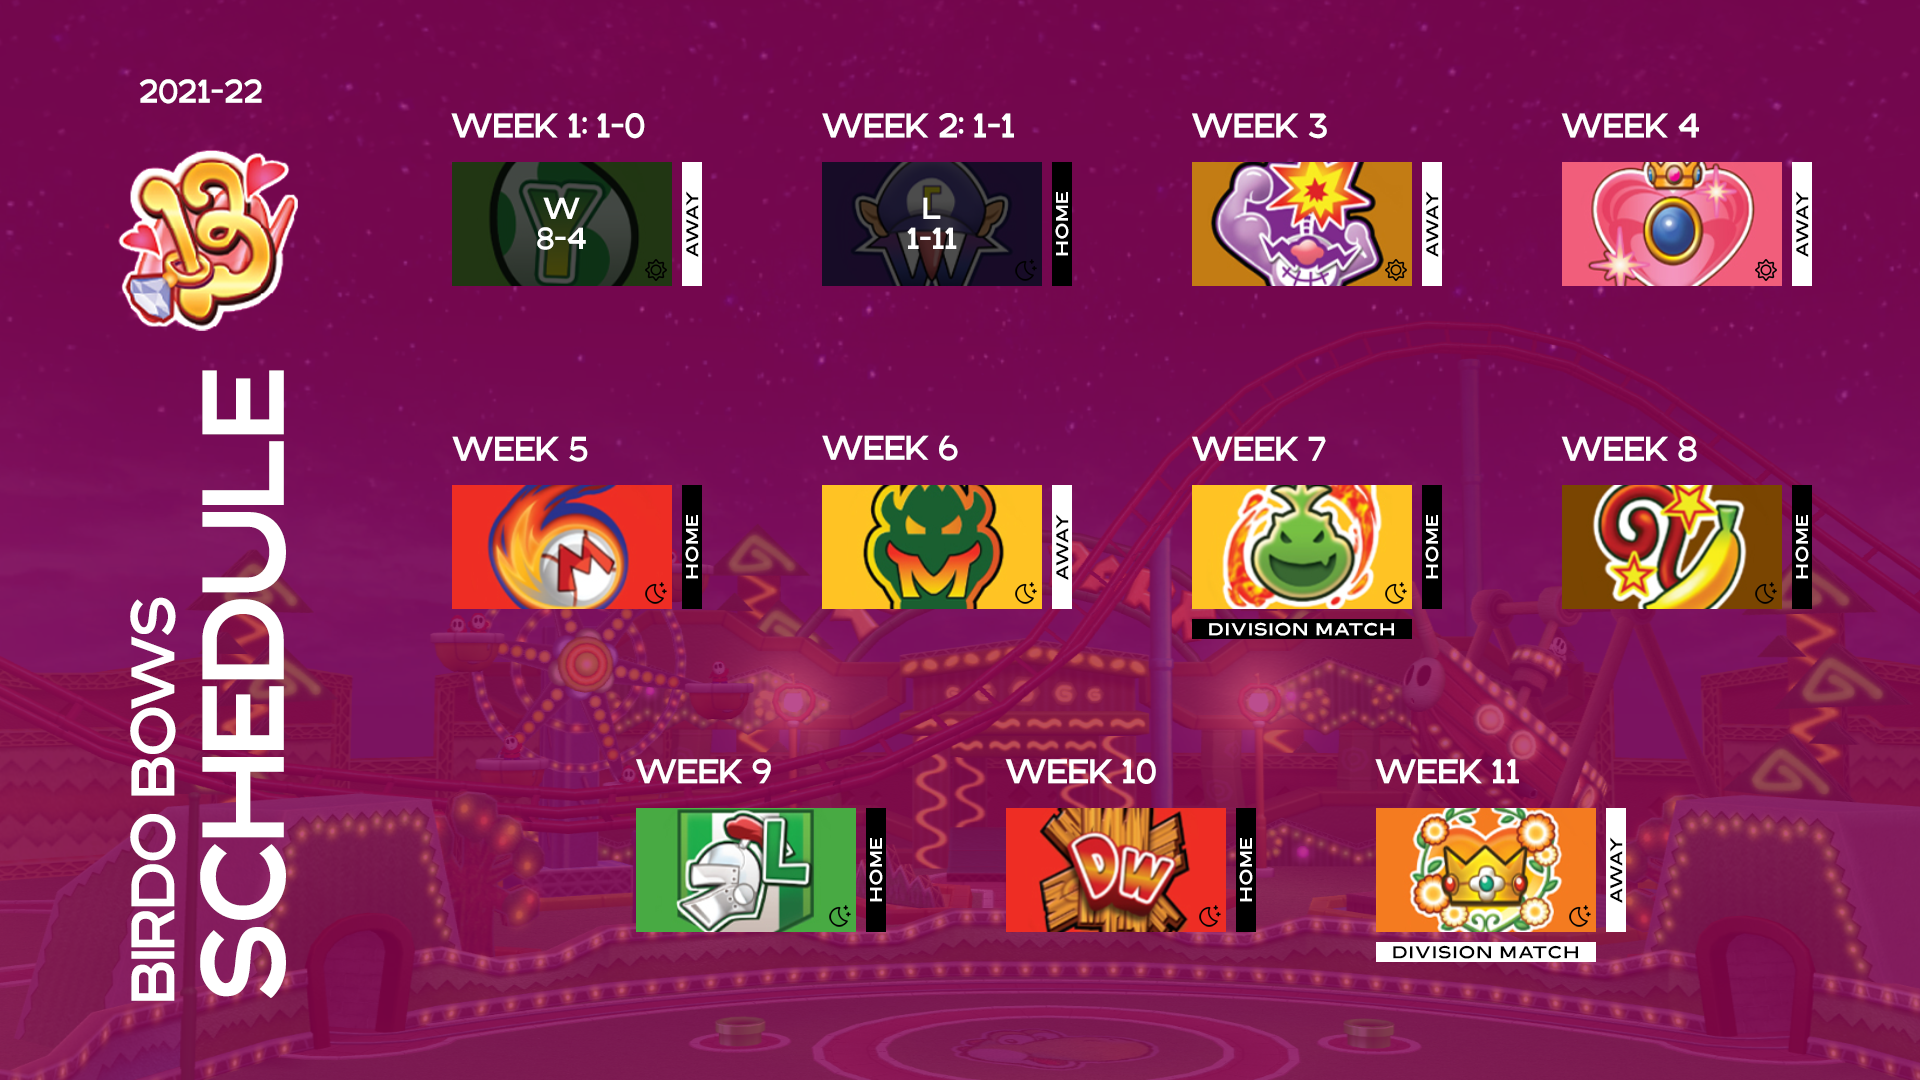 2021-22
B
BIRDO BOWS
SCHEDULE
WEEK 1: 1-0
Y
W
8-4
AWAY
WEEK 2: 1-1
L
1-11
HOME
WEEK 3
AWAY
WEEK 4
AWAY
WEEK 5
M
HOME
WEEK 6
M
AWAY
WEEK 7
HOME
DIVISION MATCH
WEEK 8
HOME
WEEK 9
L
HOME
WEEK 10
DW
HOME
WEEK 11
AWAY
DIVISION MATCH